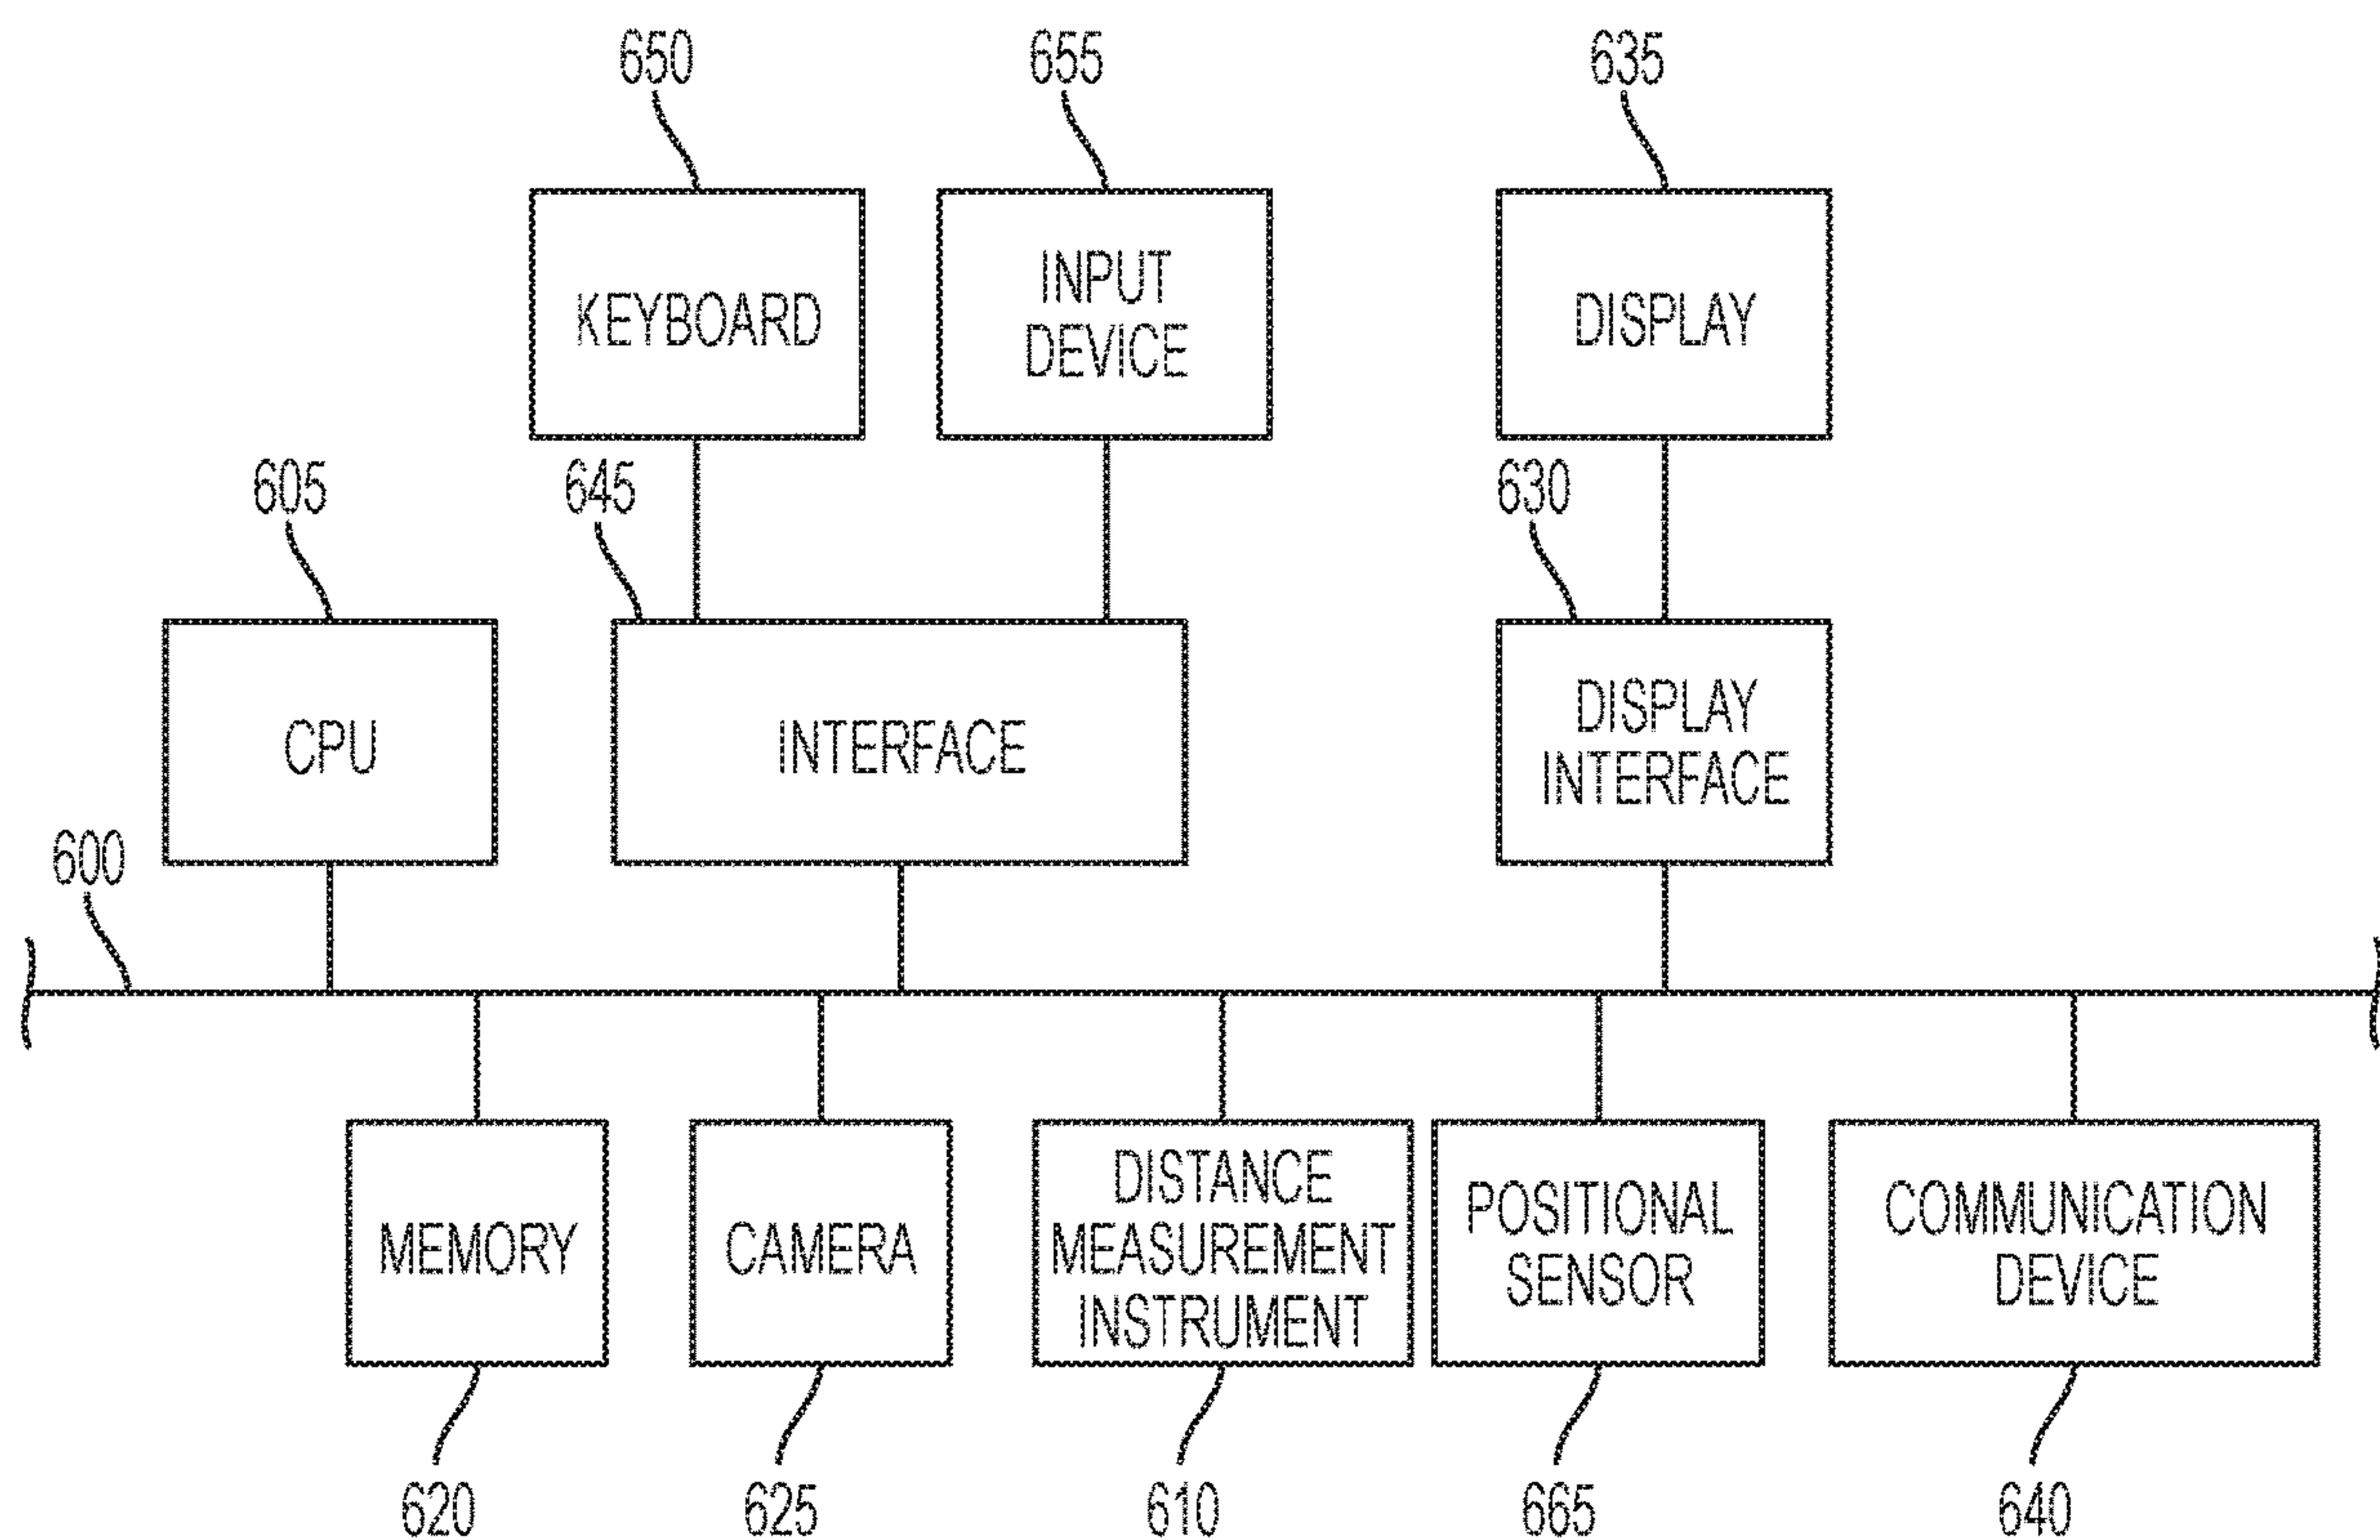 650
655
635
KEYBOARD
INPUT
DEVICE
DISPLAY
605
645
630
CPU
INTERFACE
DISPLAY
INTERFACE
600
MEMORY
CAMERA
DISTANCE
MEASUREMENT
INSTRUMENT
POSITIONAL
SENSOR
COMMUNICATION
DEVICE
620
625
610
665
640